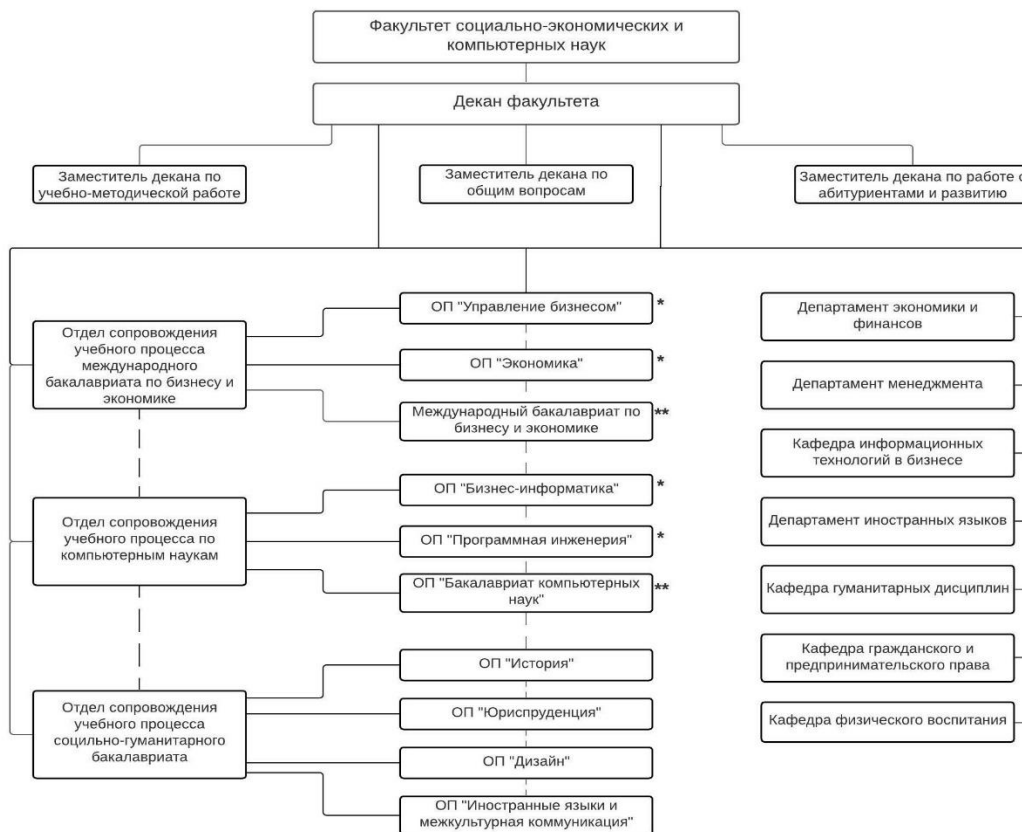 Факультет социально-экономических и
компьютерных наук
Декан факультета
Заместитель декана по
учебно-методической работе
Заместитель декана по
общим вопросам
Заместитель декана по работе с
абитуриентами и развитию
Отдел сопровождения
учебного процесса
международного
бакалавриата по бизнесу и
экономике
Отдел сопровождения
учебного процесса по
компьютерным наукам
Отдел сопровождения
учебного процесса
социльно-гуманитарного
бакалавриата
ОП "Управление бизнесом" *
ОП "Экономика" *
Международный бакалавриат по **
бизнесу и экономике
ОП "Бизнес-информатика" *
ОП "Программная инженерия" *
ОП "Бакалавриат компьютерных **
наук"
ОП "История"
ОП "Юриспруденция"
ОП "Дизайн"
ОП "Иностранные языки и
межкультурная коммуникация"
Департамент экономики и
финансов
Департамент менеджмента
Кафедра информационных
технологий в бизнесе
Департамент иностранных языков
Кафедра гуманитарных дисциплин
Кафедра гражданского и
предпринимательского права
Кафедра физического воспитания